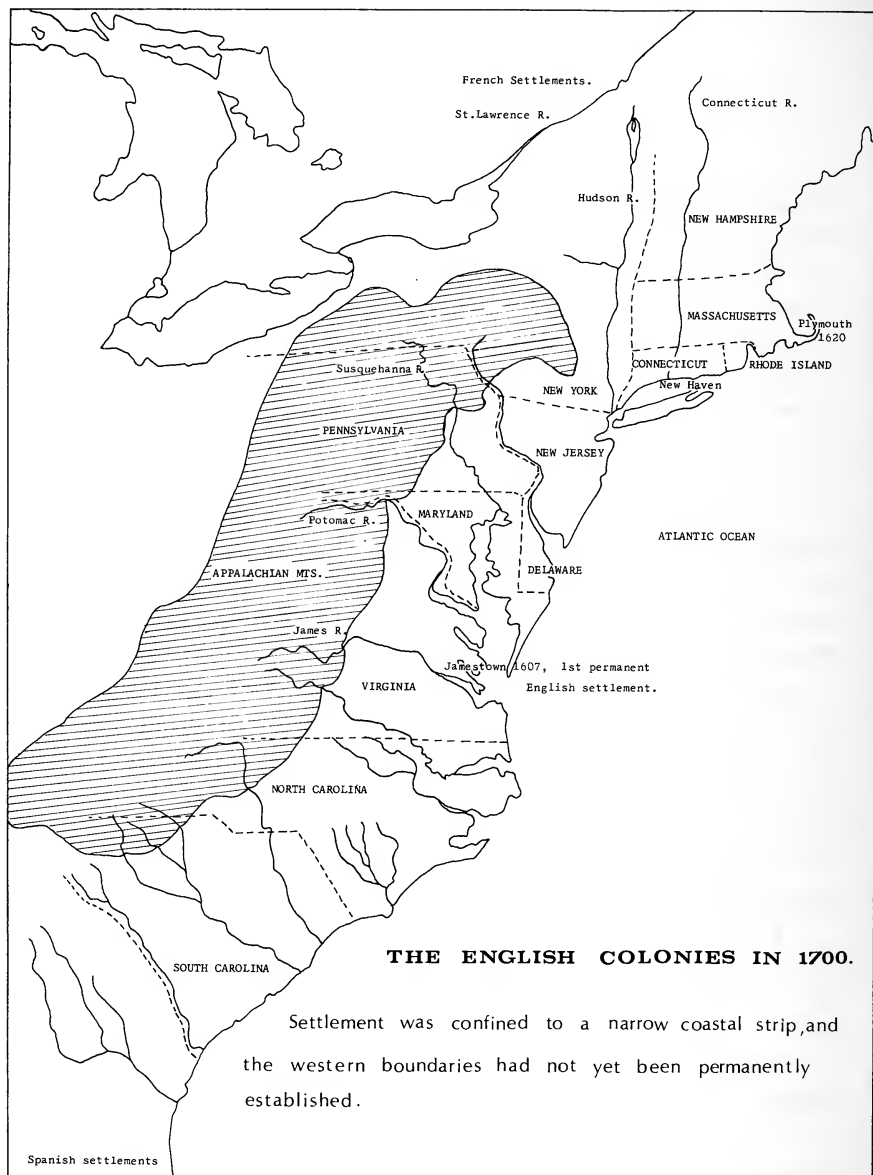 French Settlements.
St.Lawrence R.
Connecticut R.
Hudson R.
NEW HAMPSHIRE
MASSACHUSETTS
Plymouth
1620
CONNECTICUT
RHODE ISLAND
New Haven
Susquehanna R.
NEW YORK
PENNSYLVANIA
NEW JERSEY
MARYLAND
Potomac R.
ATLANTIC OCEAN
APPALACHIAN MTS.
DELAWARE
James R.
Jamestown 1607, 1st permanent
English settlement.
VIRGINIA
NORTH CAROLINA
SOUTH CAROLINA
THE ENGLISH COLONIES IN 1700.
Settlement was confined to a narrow coastal strip,and
the western boundaries had not yet been permanently
established.
Spanish settlements